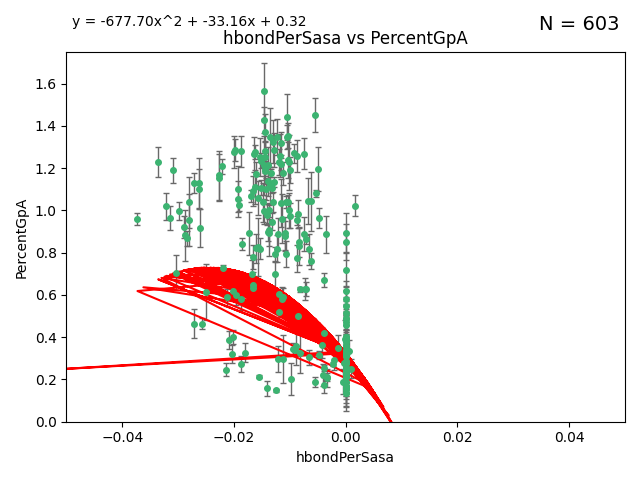 y = -677.70x^2 + -33.16x + 0.32
N = 603
hbondPerSasa vs PercentGpA
PercentGpA
1.6
1.4
1.2
1.0
0.8
0.6
0.4
0.2
0.0
−0.04
−0.02
0.00
0.02
0.04
hbondPerSasa